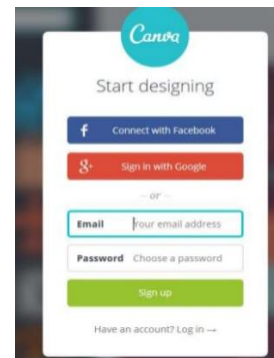 Canva
Start designing
f Connect with Facebook
g+ Sign in with Google
or
Email Your email address
Password Choose a password
Sign up
Have an account? Log in →